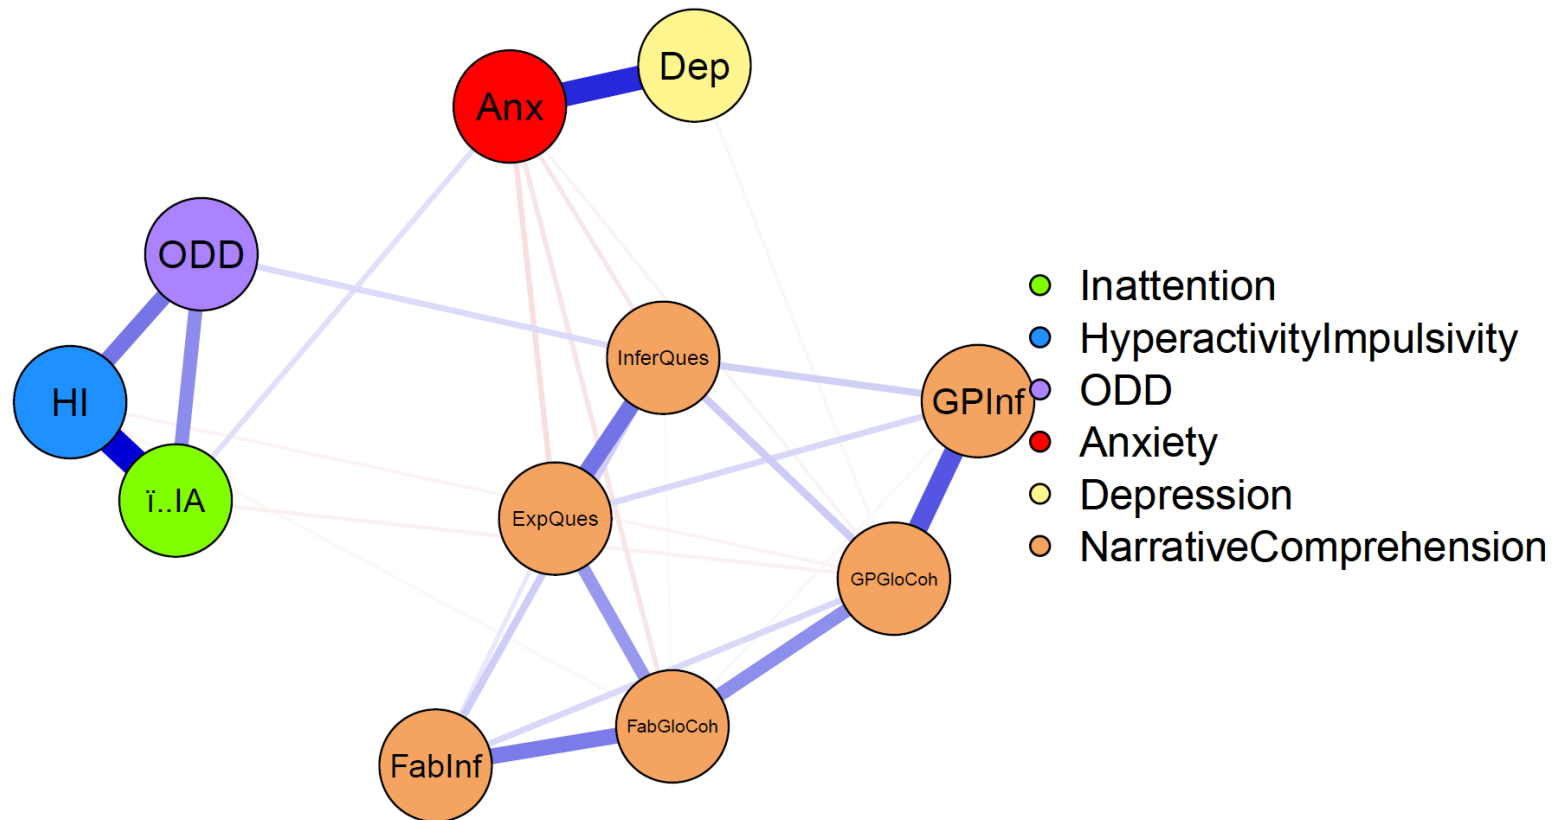 Dep
Anx
ODD
InferQues
HI
GPInf
ï..IA
ExpQues
GPGloCoh
FabGloCoh
FabInf
Inattention
HyperactivityImpulsivity
ODD
Anxiety
Depression
NarrativeComprehension